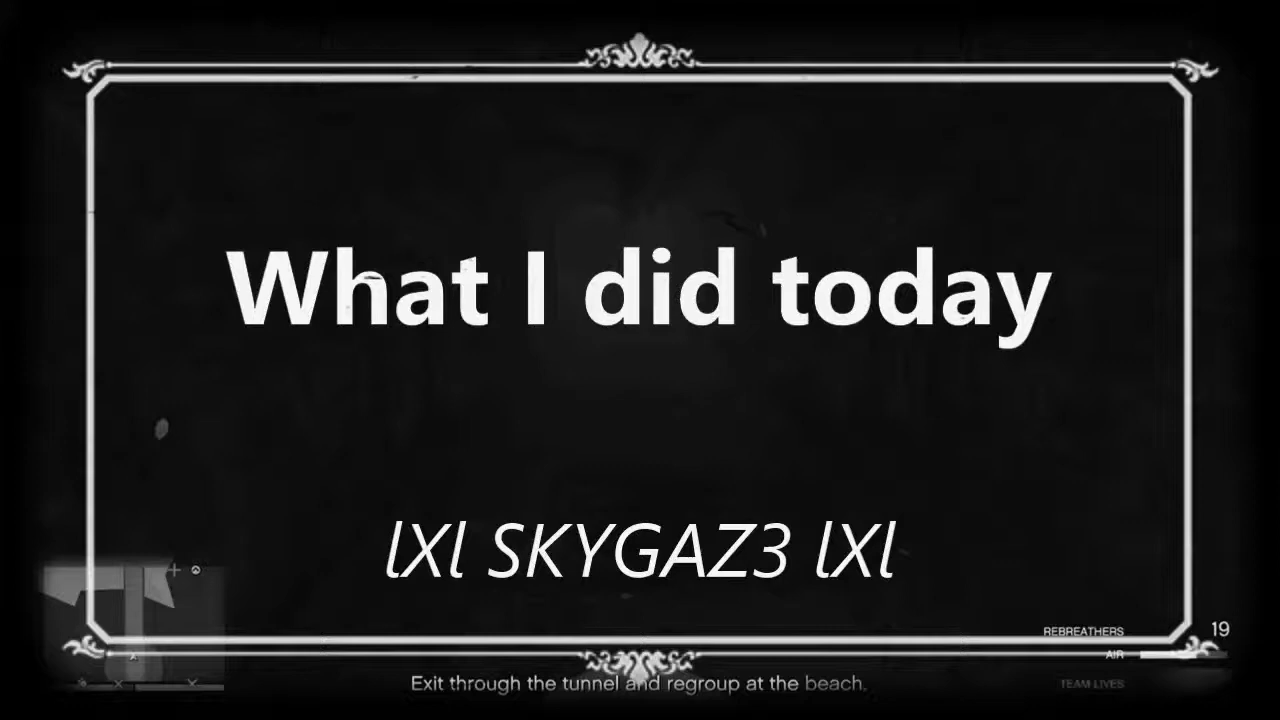 What I did today
lXl SKYGAZ3 lXl
REBREATHERS 19
AIR
Exit through the tunnel and regroup at the beach.
TEAM LIVES